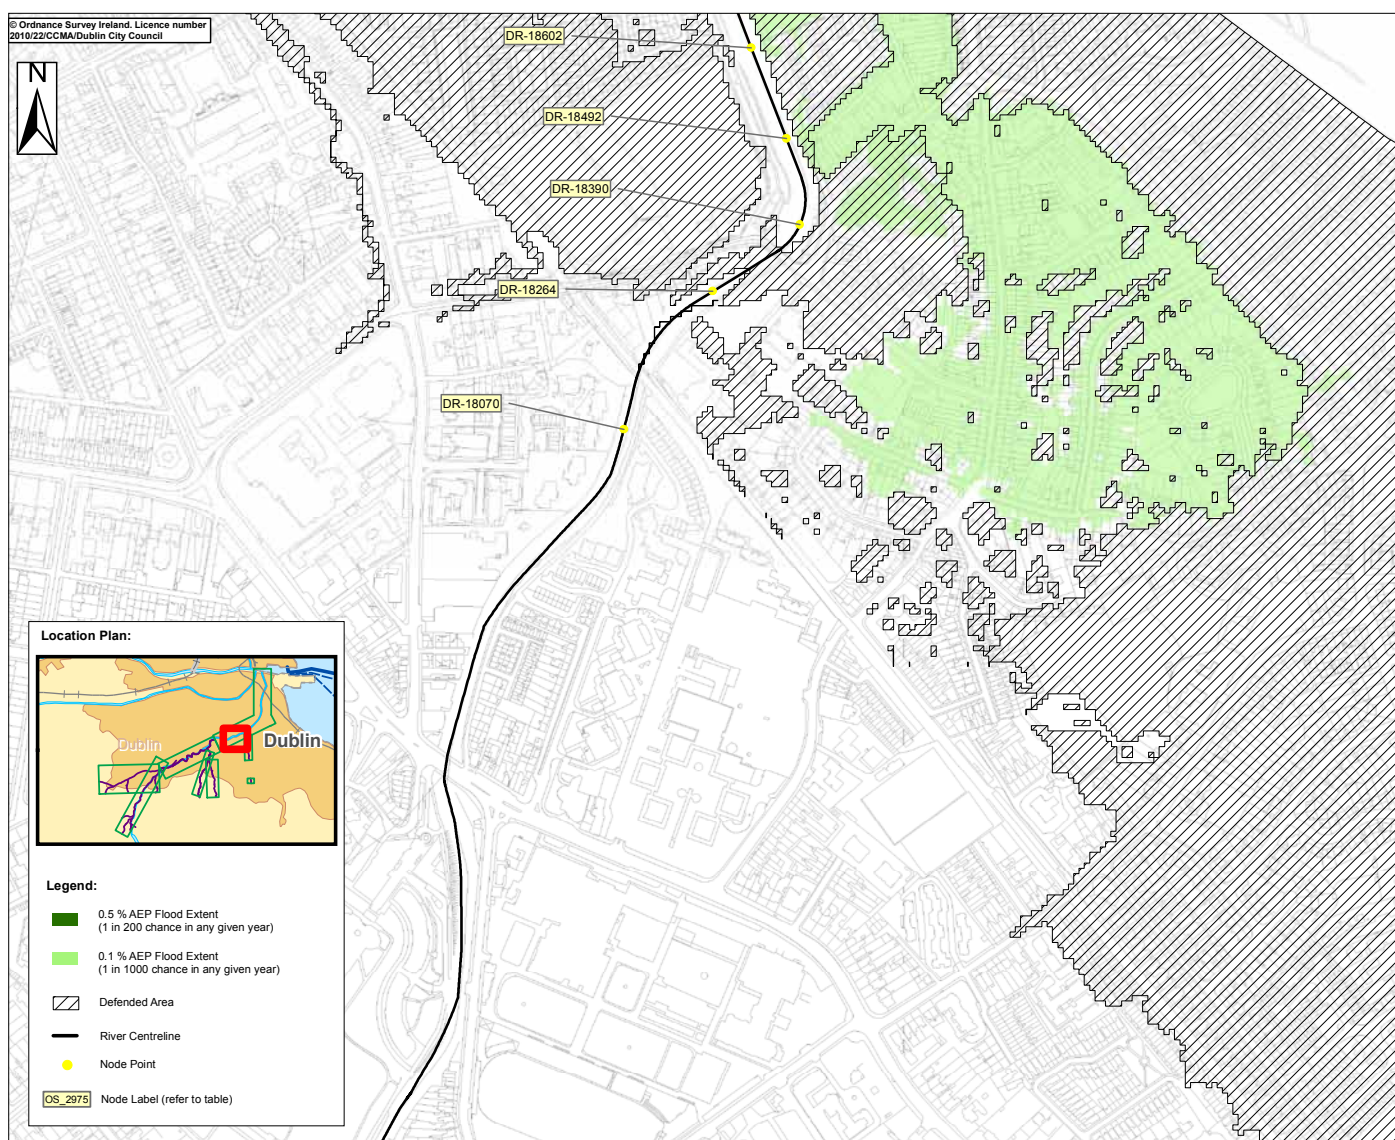 © Ordnance Survey Ireland. Licence number
2010/22/CCMA/Dublin City Council
N
DR-18602
DR-18492
DR-18390
DR-18264
DR-18070
Location Plan:
Dublin
Dublin
Legend:
0.5 % AEP Flood Extent
(1 in 200 chance in any given year)
0.1 % AEP Flood Extent
(1 in 1000 chance in any given year)
Defended Area
River Centreline
Node Point
OS_2975 Node Label (refer to table)